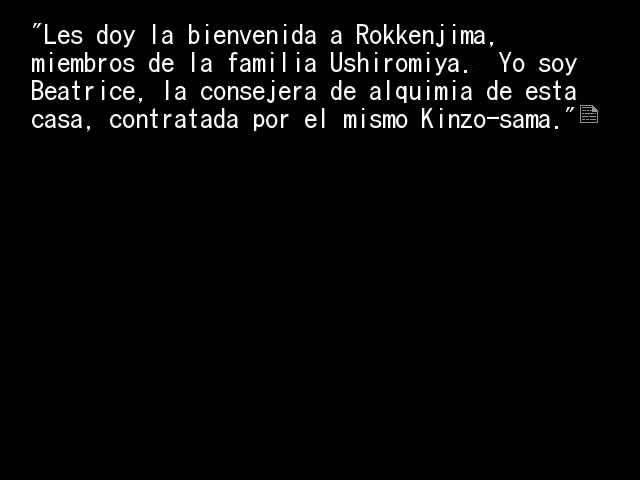 "Les doy la bienvenida a Rokkenjima,
miembros de la familia Ushiromiya.  Yo soy
Beatrice, la consejera de alquimia de esta
casa, contratada por el mismo Kinzo-sama."